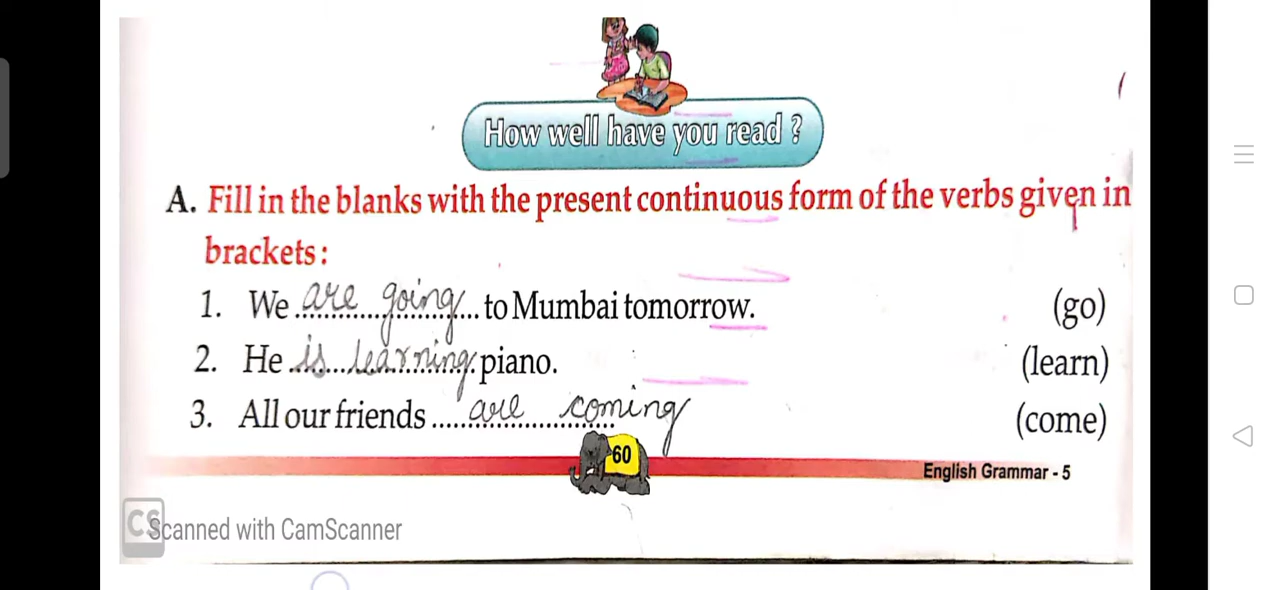 How well have you read ?
A. Fill in the blanks with the present continuous form of the verbs given in
brackets :
1. We are going to Mumbai tomorrow. (go)
2. He is learning piano. (learn)
3. All our friends are coming (come)
60
English Grammar - 5
CS Scanned with CamScanner